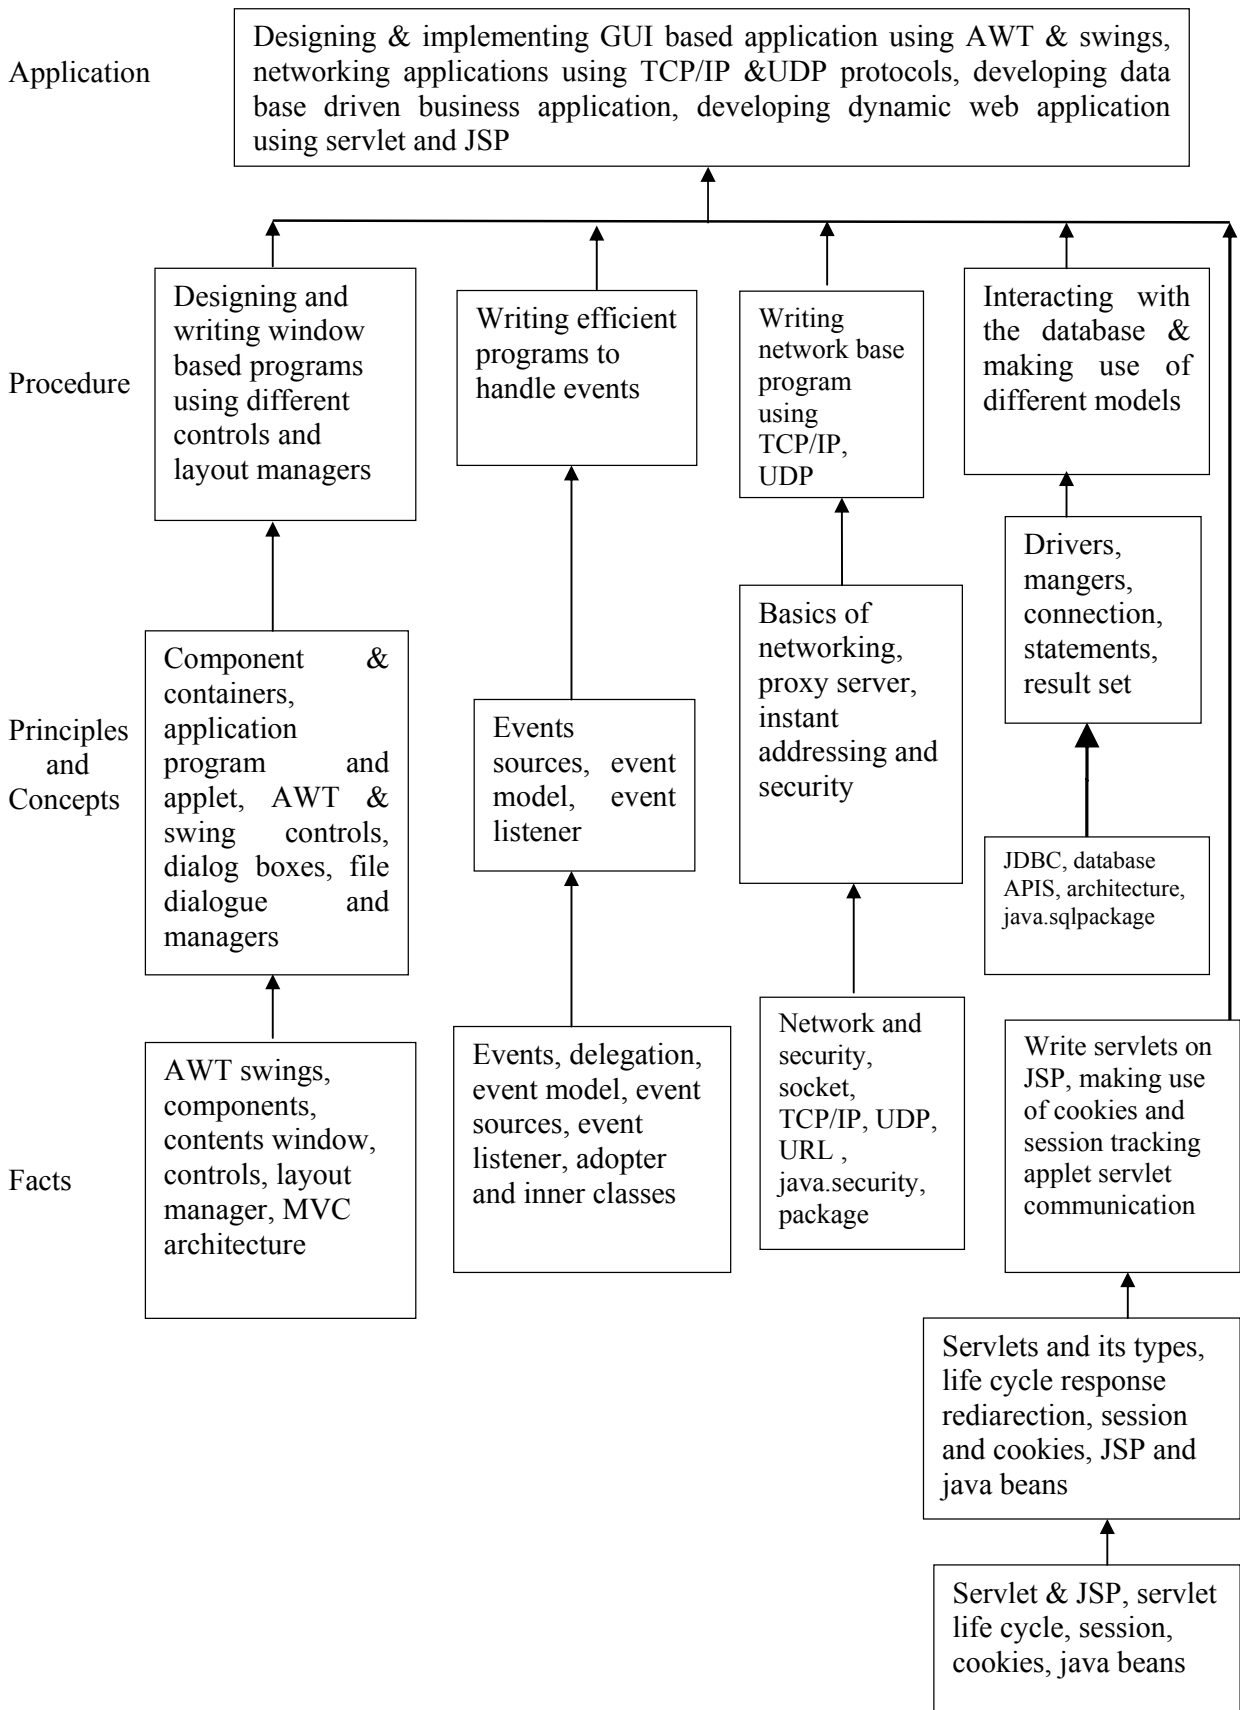 Application
Designing & implementing GUI based application using AWT & swings,
networking applications using TCP/IP &UDP protocols, developing data
base driven business application, developing dynamic web application
using servlet and JSP
Procedure
Designing and
writing window
based programs
using different
controls and
layout managers
Writing efficient
programs to
handle events
Writing
network base
program
using
TCP/IP,
UDP
Interacting with
the database &
making use of
different models
Principles
and
Concepts
Component &
containers,
application
program and
applet, AWT &
swing controls,
dialog boxes, file
dialogue and
managers
Events
sources, event
model, event
listener
Basics of
networking,
proxy server,
instant
addressing and
security
Drivers,
mangers,
connection,
statements,
result set
JDBC, database
APIS, architecture,
java.sqlpackage
Facts
AWT swings,
components,
contents window,
controls, layout
manager, MVC
architecture
Events, delegation,
event model, event
sources, event
listener, adopter
and inner classes
Network and
security,
socket,
TCP/IP, UDP,
URL ,
java.security,
package
Write servlets on
JSP, making use
of cookies and
session tracking
applet servlet
communication
Servlets and its types,
life cycle response
rediarection, session
and cookies, JSP and
java beans
Servlet & JSP, servlet
life cycle, session,
cookies, java beans